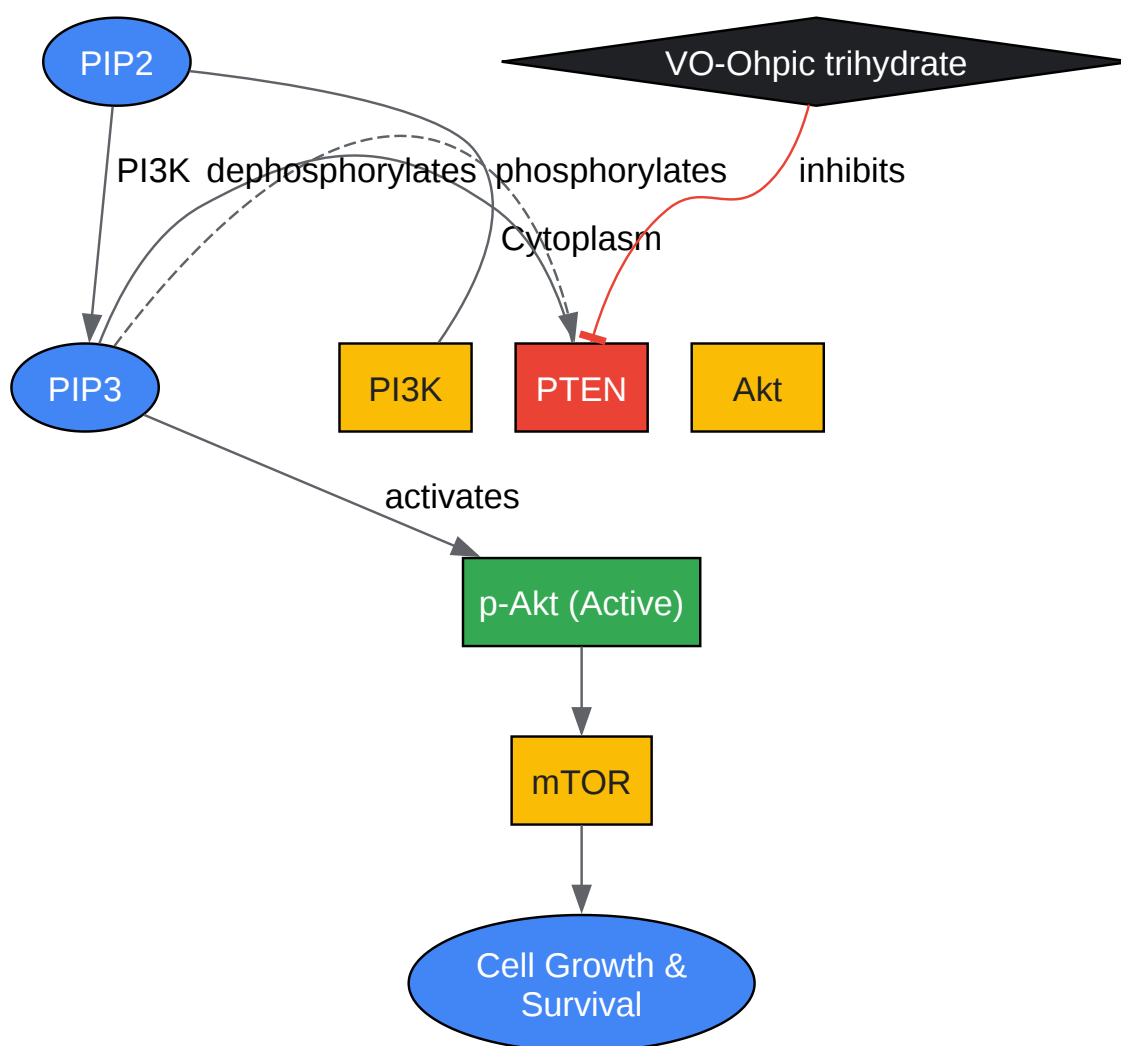 PIP2
VO-Ohpic trihydrate
PI3K
dephosphorylates
phosphorylates
inhibits
Cytoplasm
PIP3
PI3K
PTEN
Akt
activates
p-Akt (Active)
mTOR
Cell Growth &
Survival